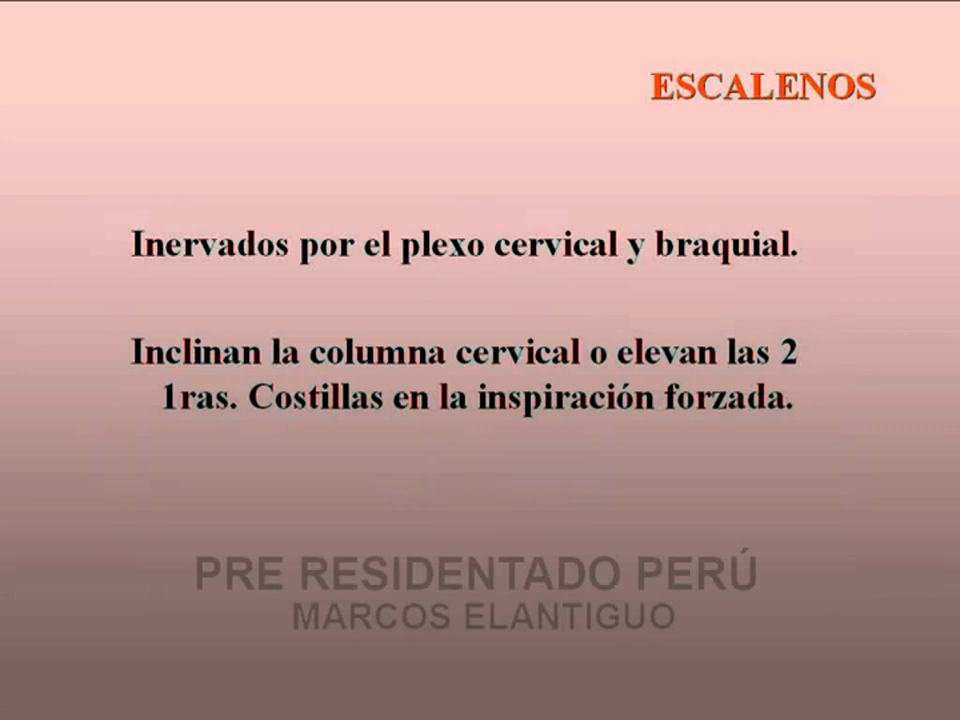 ESCALENOS
Inervados por el plexo cervical y braquial.
Inclinan la columna cervical o elevan las 2
1ras. Costillas en la inspiración forzada.
PRE RESIDENTADO PERÚ
MARCOS ELANTIGUO